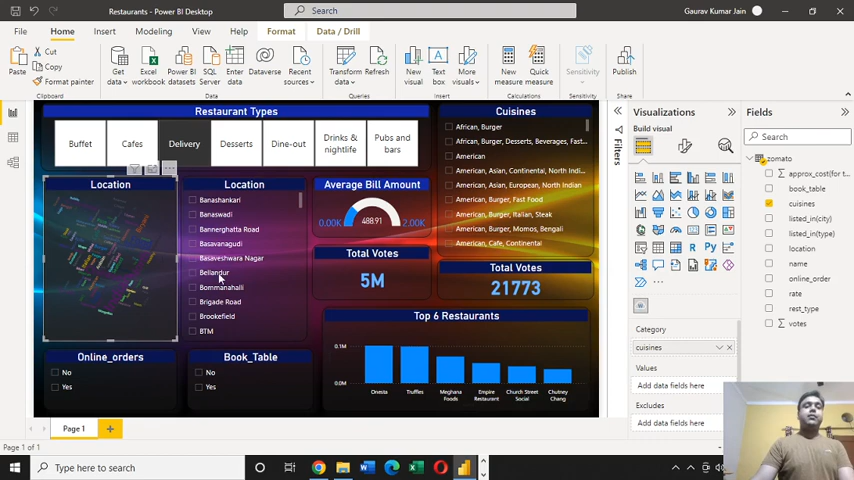 Restaurants - Power BI Desktop
Search
Gaurav Kumar Jain
File
Home
Insert
Modeling
View
Help
Format
Data / Drill
Paste
Cut
Copy
Format painter
Get data
Excel workbook
Power BI datasets
SQL Server
Enter data
Dataverse
Recent sources
Transform data
Refresh
New visual
Text box
More visuals
New measure
Quick measure
Sensitivity
Publish
Clipboard
Data
Queries
Insert
Calculations
Sensitivity
Share
Restaurant Types
Buffet
Cafes
Delivery
Desserts
Dine-out
Drinks & nightlife
Pubs and bars
Location
Location
Banashankari
Banaswadi
Bannerghatta Road
Basavanagudi
Basaveshwara Nagar
Bellandur
Bommanahalli
Brigade Road
Brookefield
BTM
Average Bill Amount
0.00K
488.91
2.00K
Total Votes
5M
Cuisines
African, Burger
African, Burger, Desserts, Beverages, Fast...
American
American, Asian, Continental, North Indi...
American, Asian, European, North Indian
American, Burger, Fast Food
American, Burger, Italian, Steak
American, Burger, Momos, Bengali
American, Cafe, Continental
Total Votes
21773
Online_orders
No
Yes
Book_Table
No
Yes
Top 6 Restaurants
0.1M
0.0M
Onesta
Truffles
Meghana Foods
Empire Restaurant
Church Street Social
Chutney Chang
Filters
Visualizations
Build visual
Category
cuisines
Values
Add data fields here
Excludes
Add data fields here
Fields
Search
zomato
approx_cost(for t...
book_table
cuisines
listed_in(city)
listed_in(type)
location
name
online_order
rate
rest_type
votes
Page 1
Page 1 of 1
Type here to search